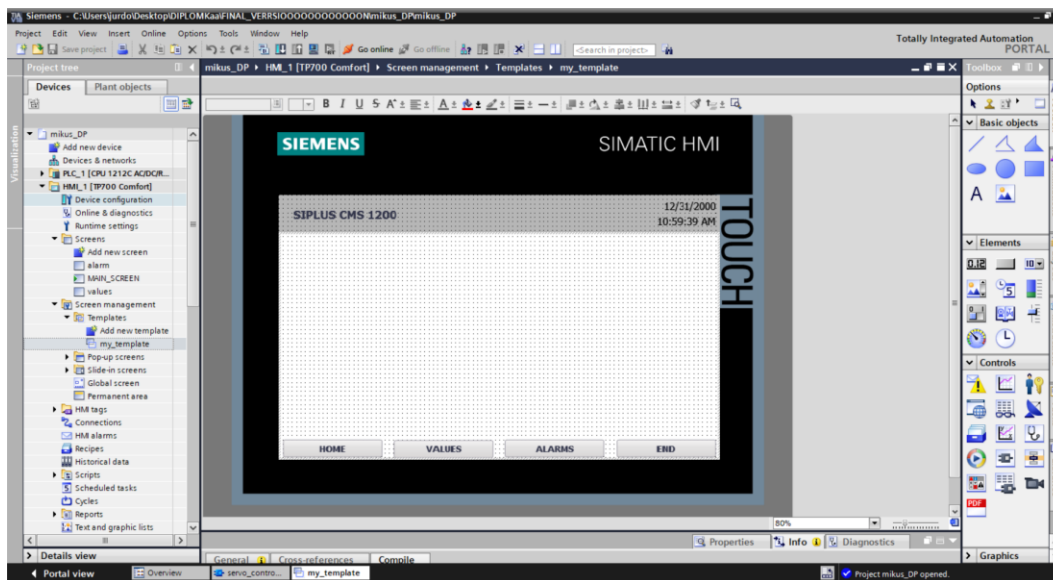 Siemens - C:\Users\jurdo\Desktop\DIPLOMKaa\FINAL_VERRSIOOOOOOOOOOOON\mikus_DP\mikus_DP
Project Edit View Insert Online Options Tools Window Help
Totally Integrated Automation
PORTAL
Save project
Go online
Go offline
<Search in project>
Project tree
mikus_DP HMI_1 [TP700 Comfort] Screen management Templates my_template
Toolbox
Devices
Plant objects
Options
Visualization
B I U S A
mikus_DP
Add new device
Devices & networks
PLC_1 [CPU 1212C AC/DC/R...
HMI_1 [TP700 Comfort]
Device configuration
Online & diagnostics
Runtime settings
Screens
Add new screen
alarm
MAIN_SCREEN
values
Screen management
Templates
Add new template
my_template
Pop-up screens
Slide-in screens
Global screen
Permanent area
HMI tags
Connections
HMI alarms
Recipes
Historical data
Scripts
Scheduled tasks
Cycles
Reports
Text and graphic lists
Details view
SIEMENS
SIMATIC HMI
SIPLUS CMS 1200
12/31/2000
10:59:39 AM
TOUCH
HOME
VALUES
ALARMS
END
80%
Properties
Info
Diagnostics
General
Cross-references
Compile
Basic objects
A
Elements
0.12
10
5
Controls
PDF
Graphics
Portal view
Overview
servo_contro...
my_template
Project mikus_DP opened.